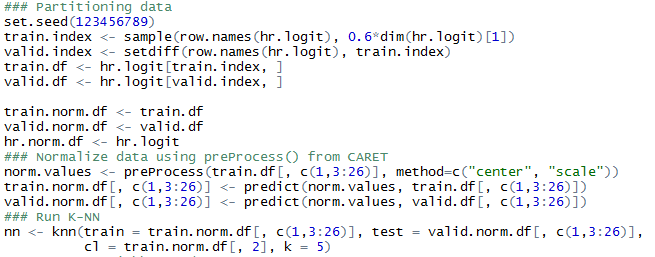 ### Partitioning data
set.seed(123456789)
train.index <- sample(row.names(hr.logit), 0.6*dim(hr.logit)[1])
valid.index <- setdiff(row.names(hr.logit), train.index)
train.df <- hr.logit[train.index, ]
valid.df <- hr.logit[valid.index, ]

train.norm.df <- train.df
valid.norm.df <- valid.df
hr.norm.df <- hr.logit
### Normalize data using preProcess() from CARET
norm.values <- preProcess(train.df[, c(1,3:26)], method=c("center", "scale"))
train.norm.df[, c(1,3:26)] <- predict(norm.values, train.df[, c(1,3:26)])
valid.norm.df[, c(1,3:26)] <- predict(norm.values, valid.df[, c(1,3:26)])
### Run K-NN
nn <- knn(train = train.norm.df[, c(1,3:26)], test = valid.norm.df[, c(1,3:26)],
          cl = train.norm.df[, 2], k = 5)